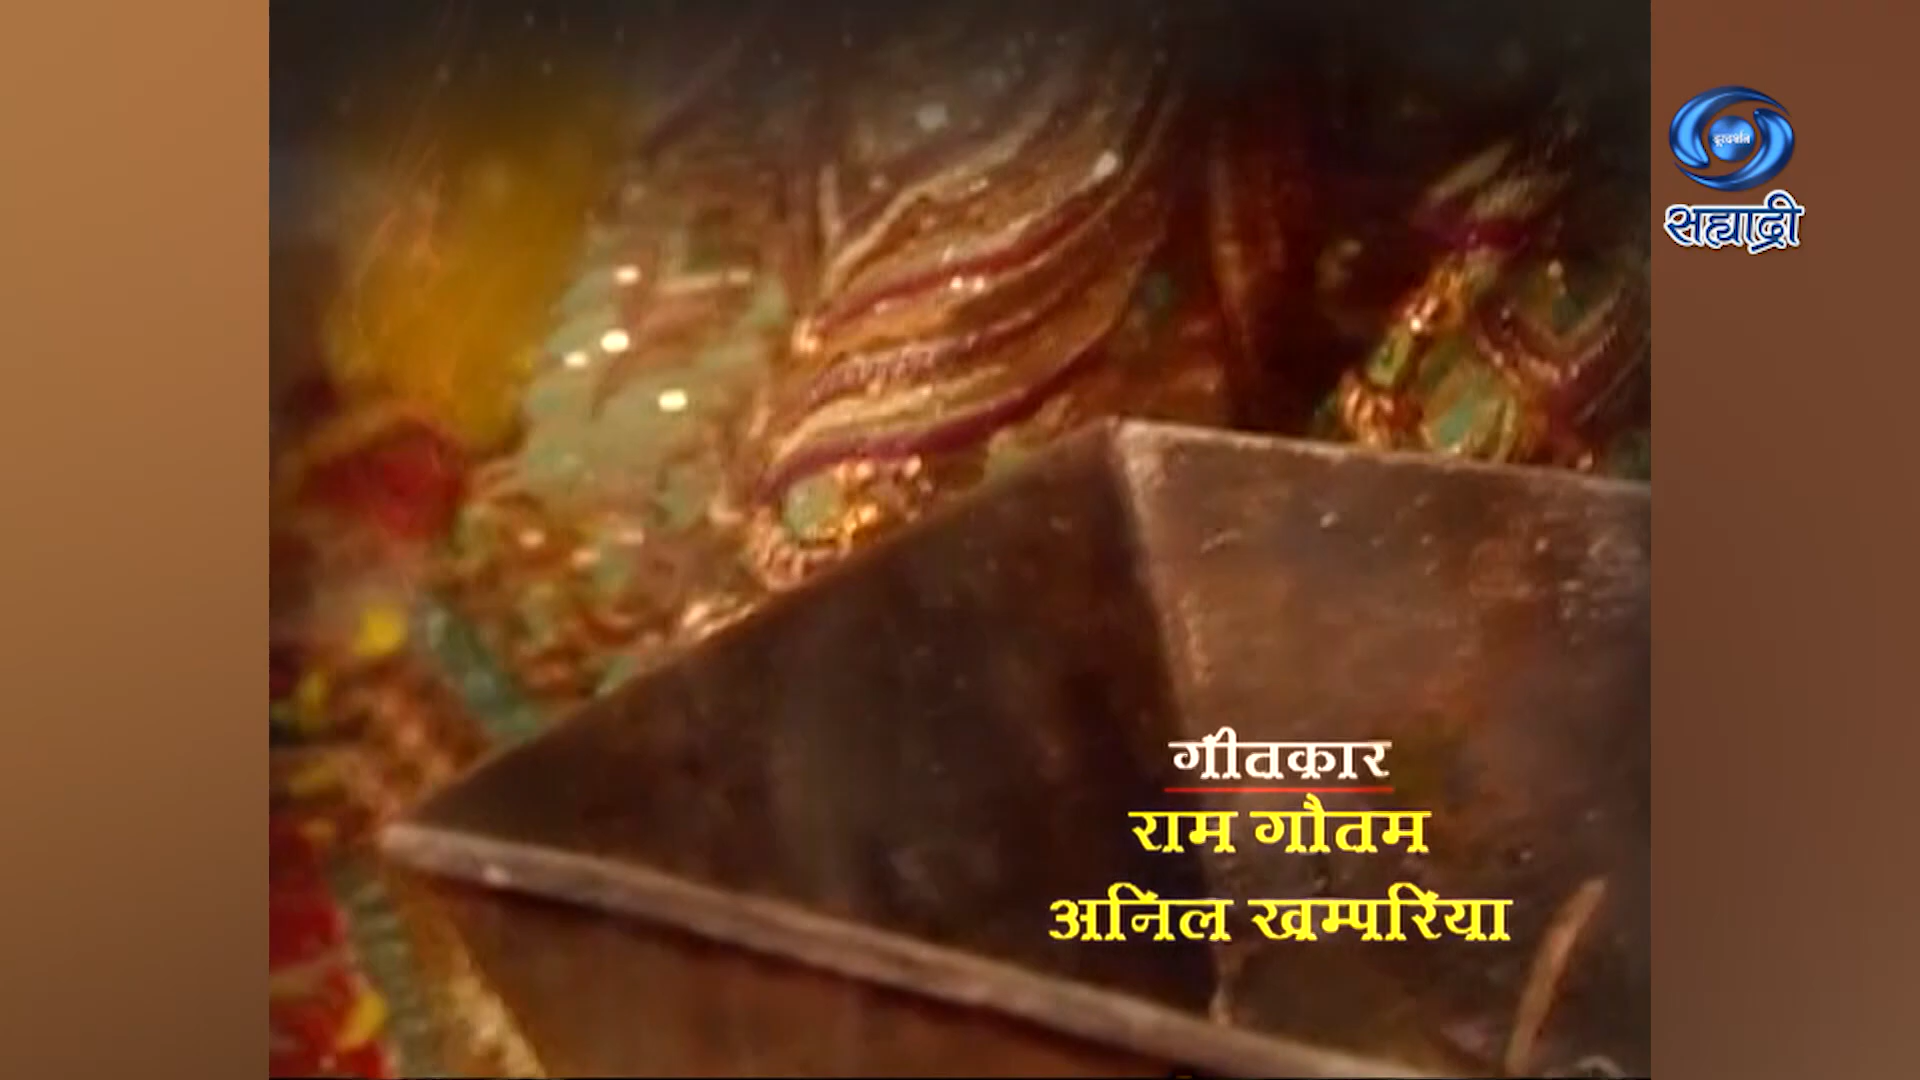 दूरदर्शन
सह्याद्री
गीतकार
राम गौतम
अनिल खम्परिया